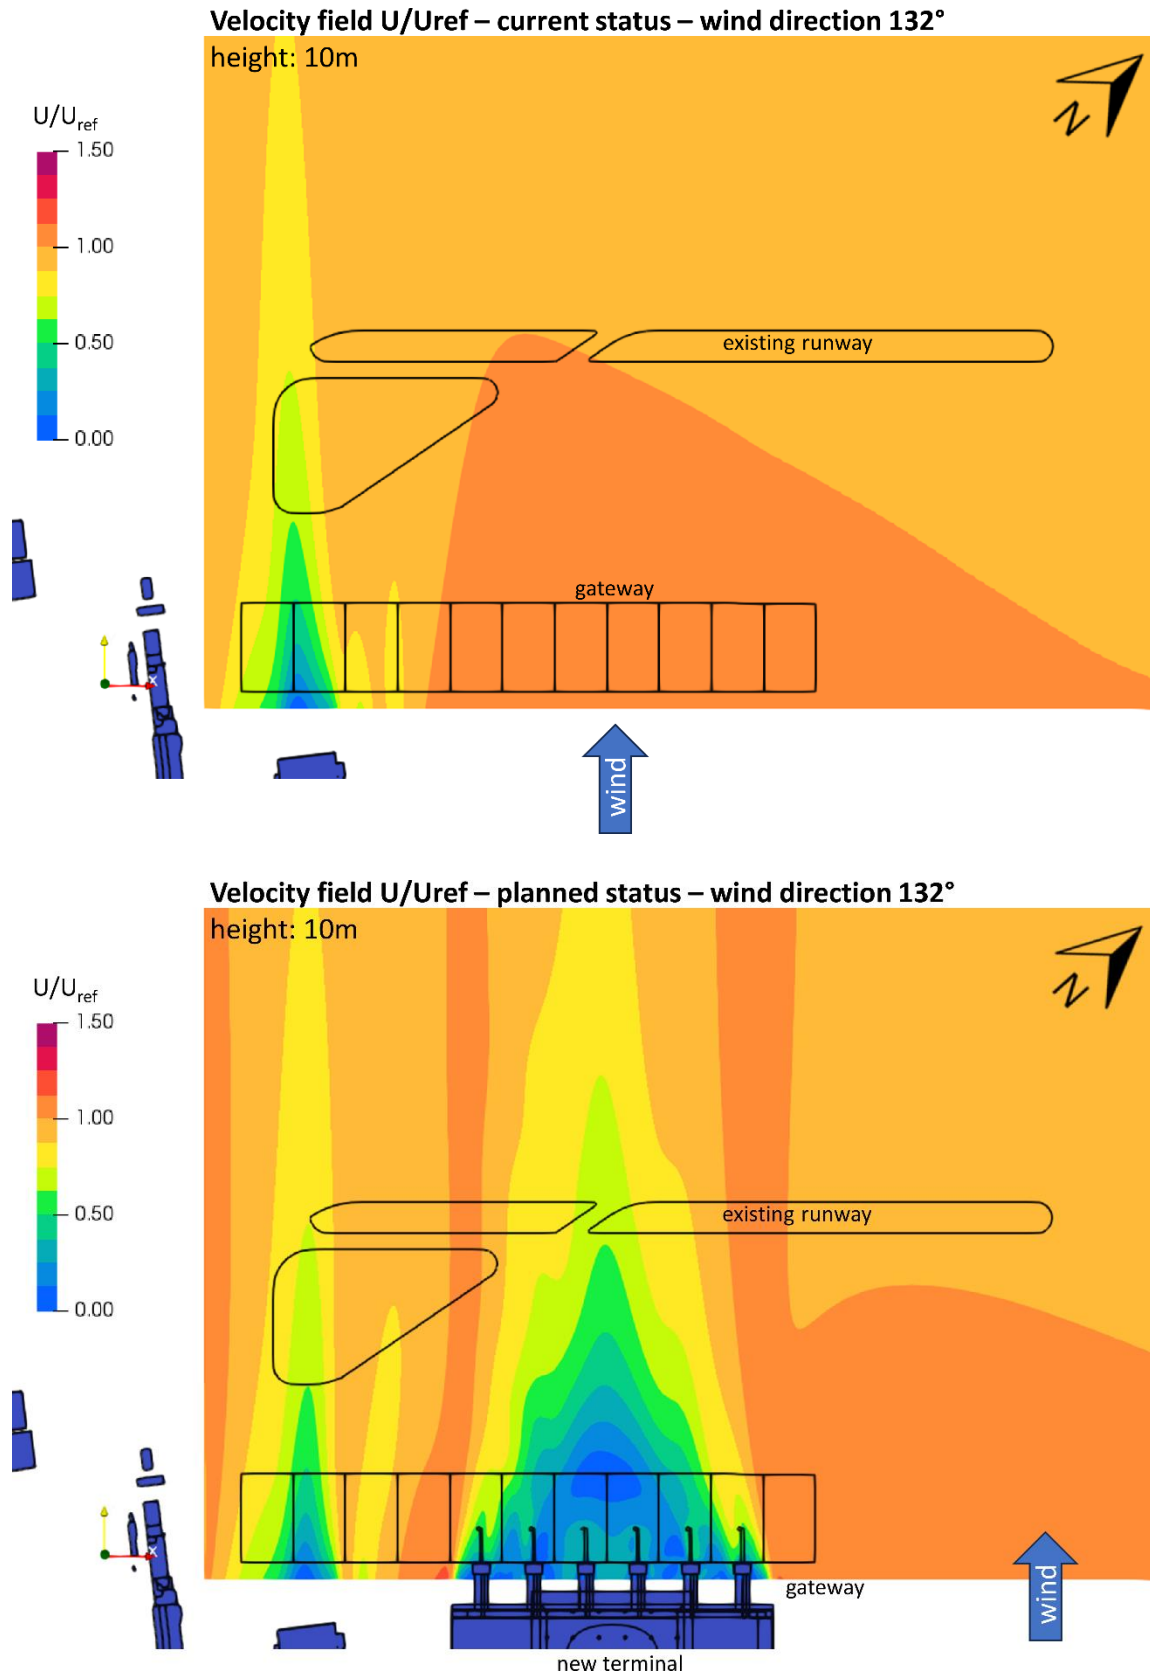 Velocity field U/Uref – current status – wind direction 132°
height: 10m
N
U/Uref
1.50
1.00
0.50
0.00
existing runway
gateway
X
wind
Velocity field U/Uref – planned status – wind direction 132°
height: 10m
N
U/Uref
1.50
1.00
0.50
0.00
existing runway
X
gateway
wind
new terminal